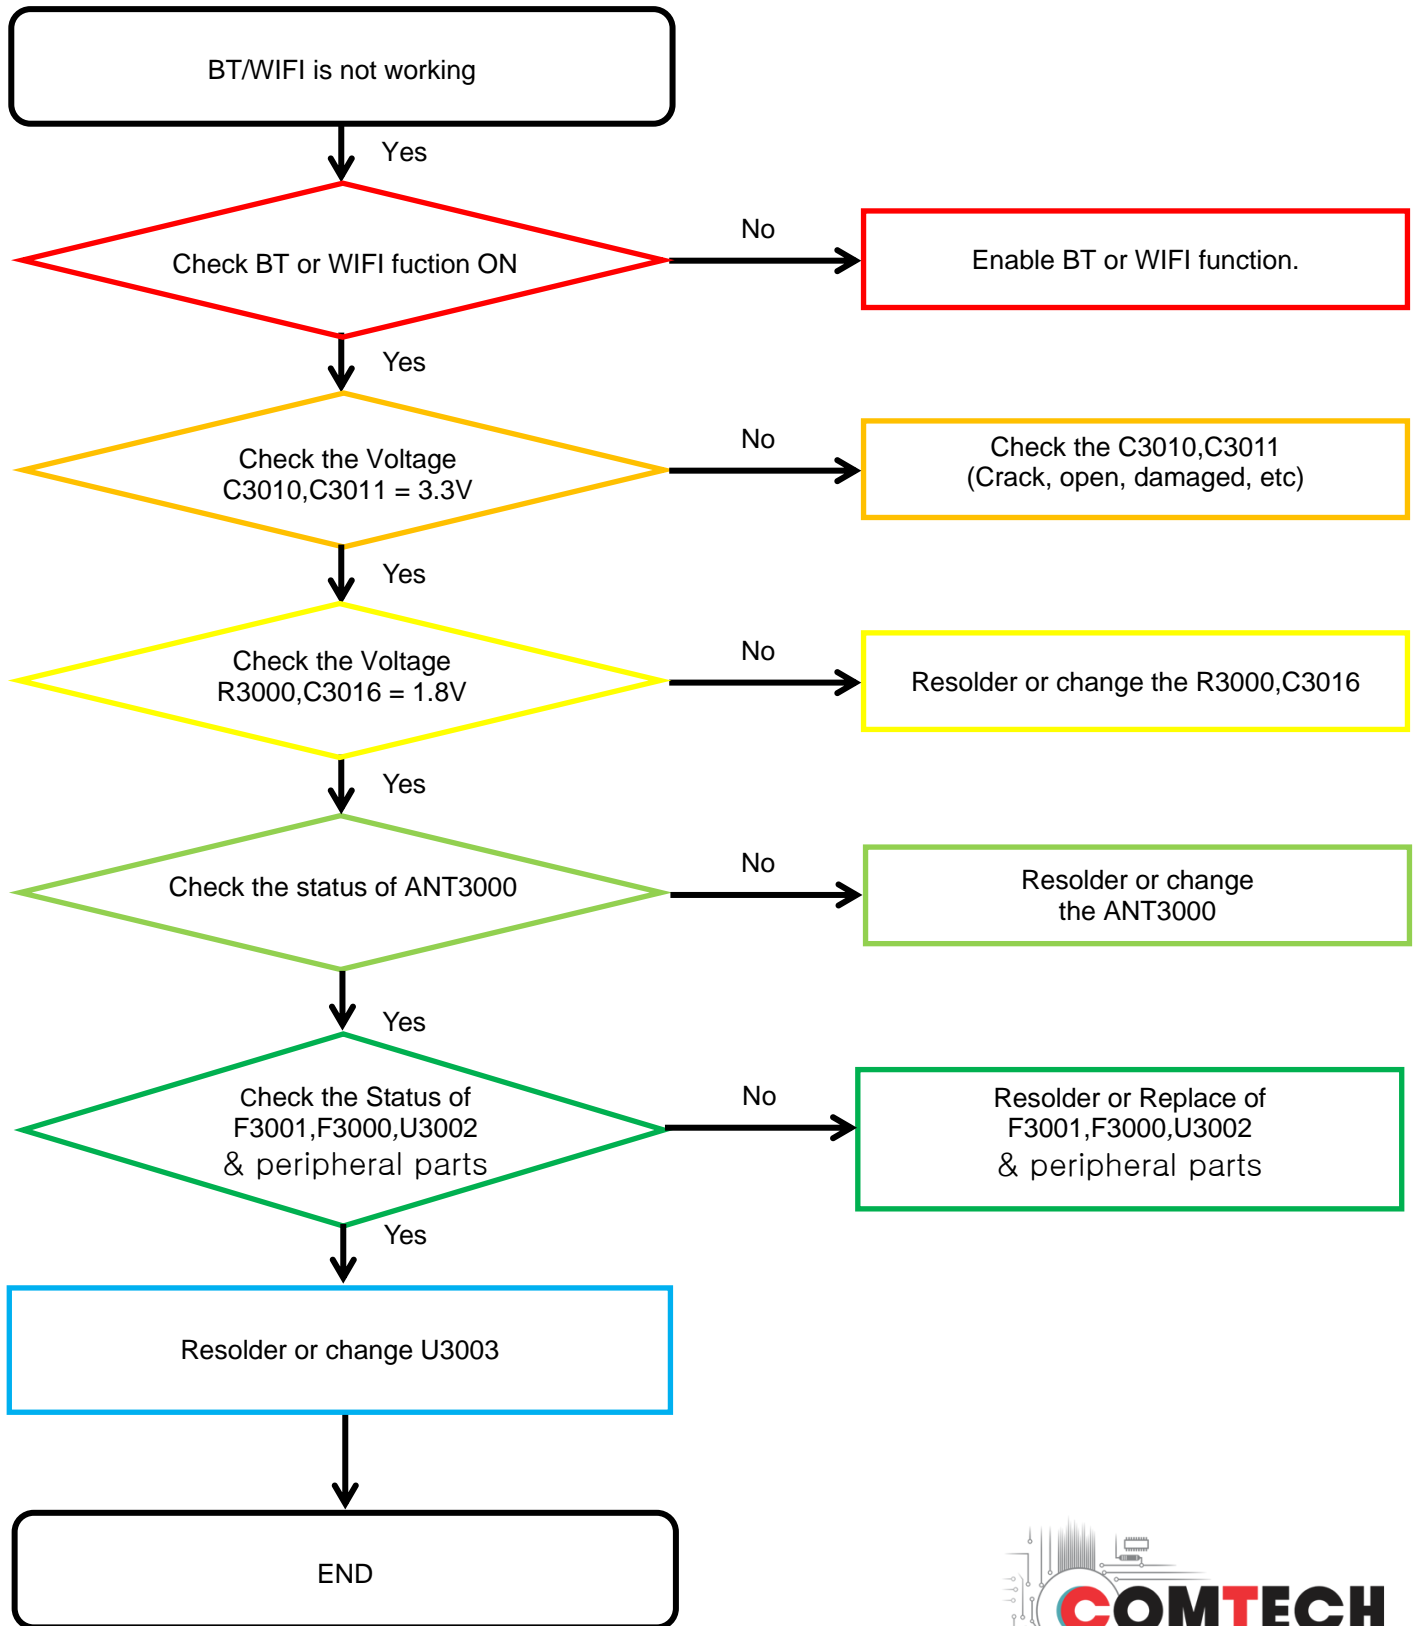 BT/WIFI is not working
Yes
Check BT or WIFI fuction ON
No
Enable BT or WIFI function.
Yes
Check the Voltage
C3010,C3011 = 3.3V
No
Check the C3010,C3011
(Crack, open, damaged, etc)
Yes
Check the Voltage
R3000,C3016 = 1.8V
No
Resolder or change the R3000,C3016
Yes
Check the status of ANT3000
No
Resolder or change
the ANT3000
Yes
Check the Status of
F3001,F3000,U3002
& peripheral parts
No
Resolder or Replace of
F3001,F3000,U3002
& peripheral parts
Yes
Resolder or change U3003
END
COMTECH